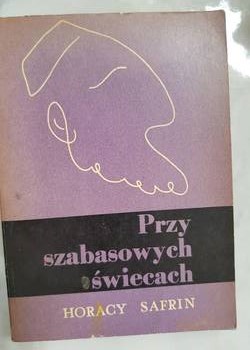 Przy
szabasowych
świecach
HORACY SAFRIN